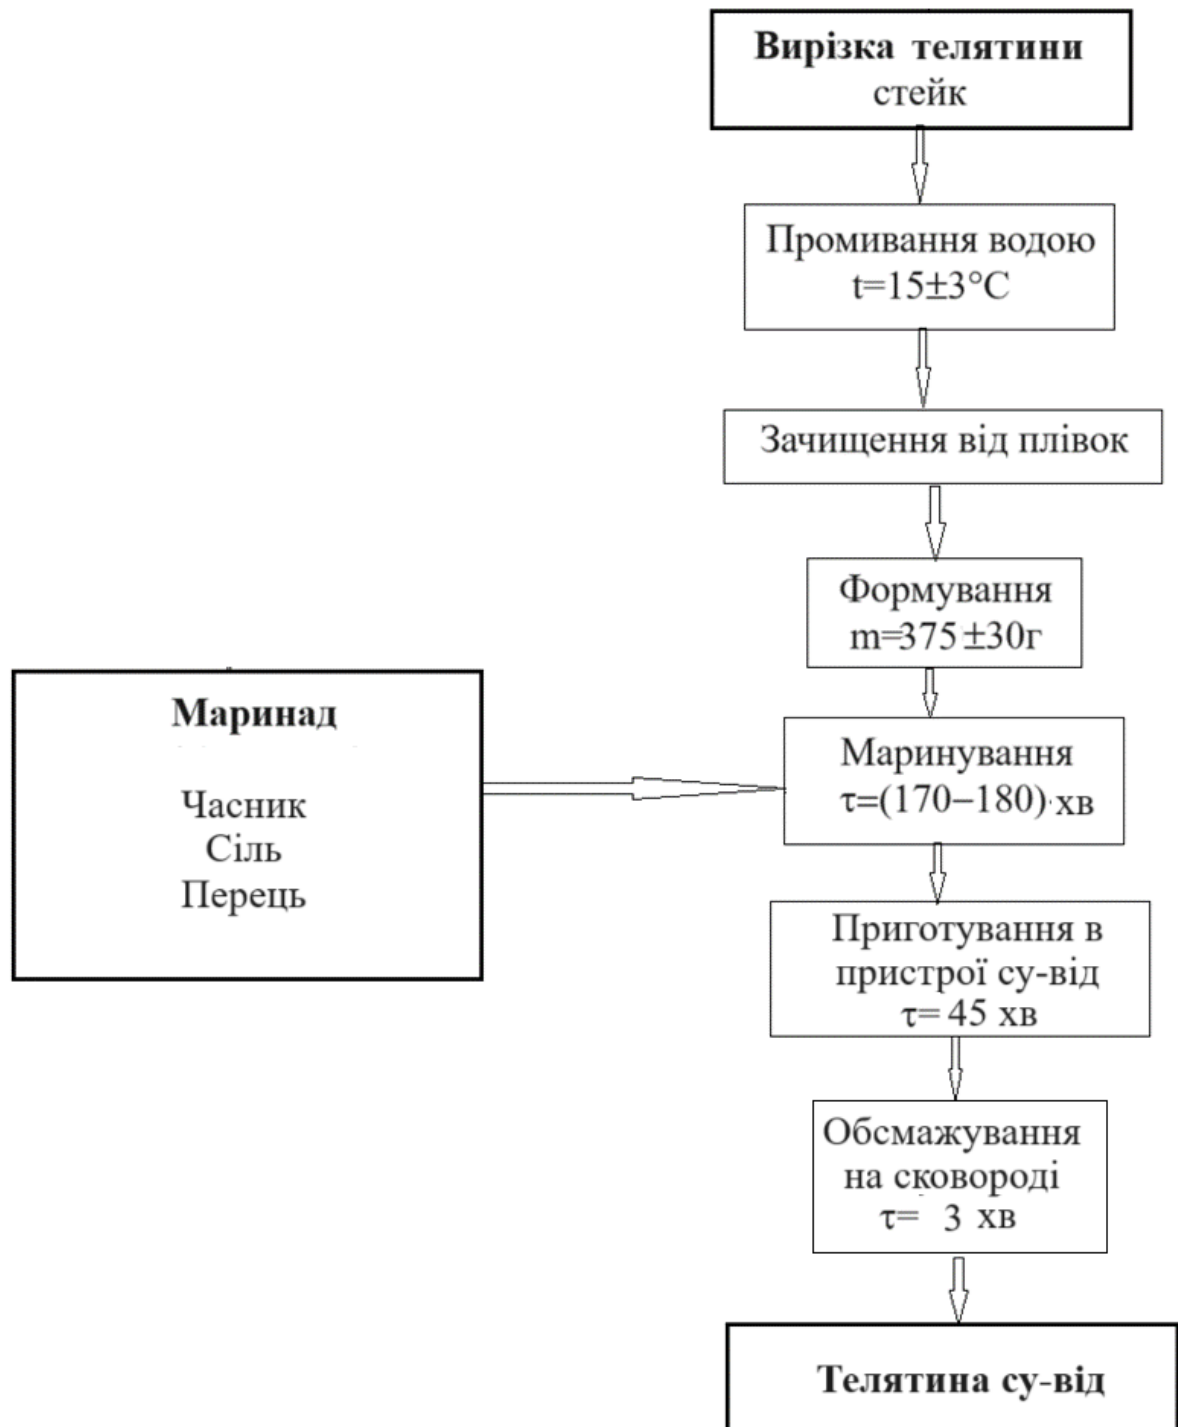 Вирізка телятини
стейк
Промивання водою
t=15±3°C
Зачищення від плівок
Формування
m=375±30г
Маринад
Часник
Сіль
Перець
Маринування
τ=(170–180) хв
Приготування в
пристрої су-від
τ= 45 хв
Обсмажування
на сковороді
τ= 3 хв
Телятина су-від